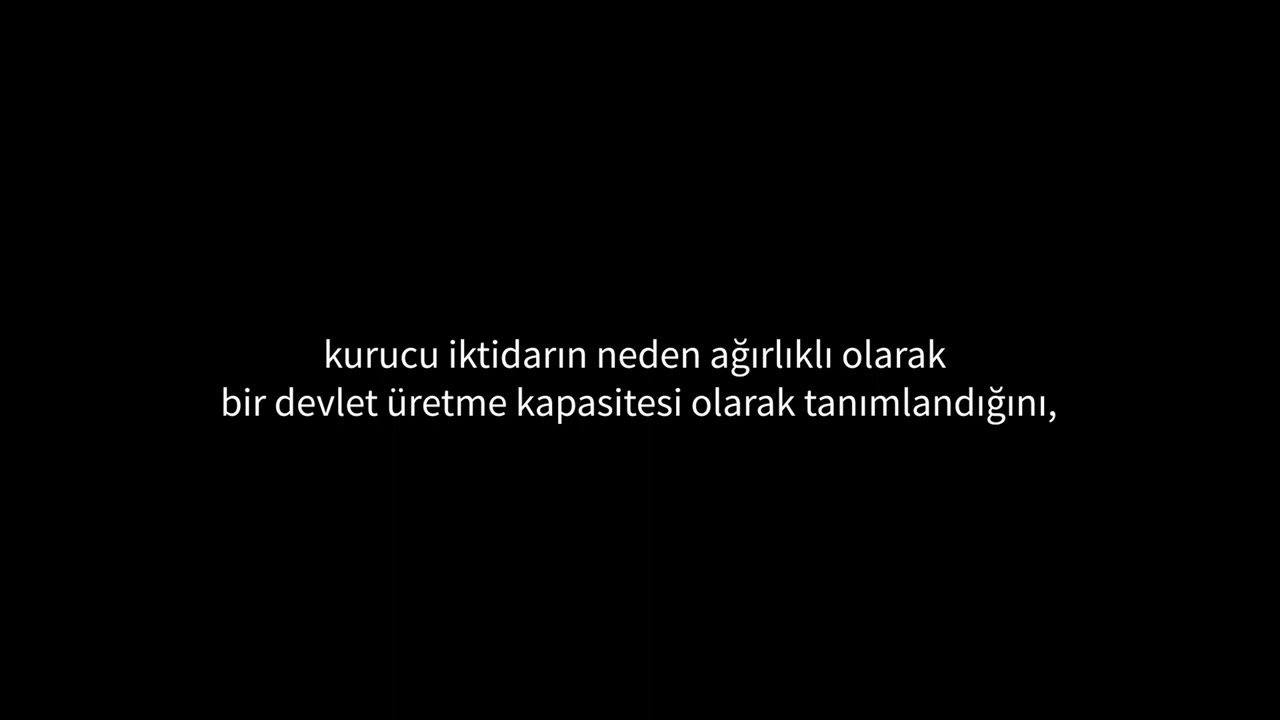 kurucu iktidarın neden ağırlıklı olarak
bir devlet üretme kapasitesi olarak tanımlandığını,